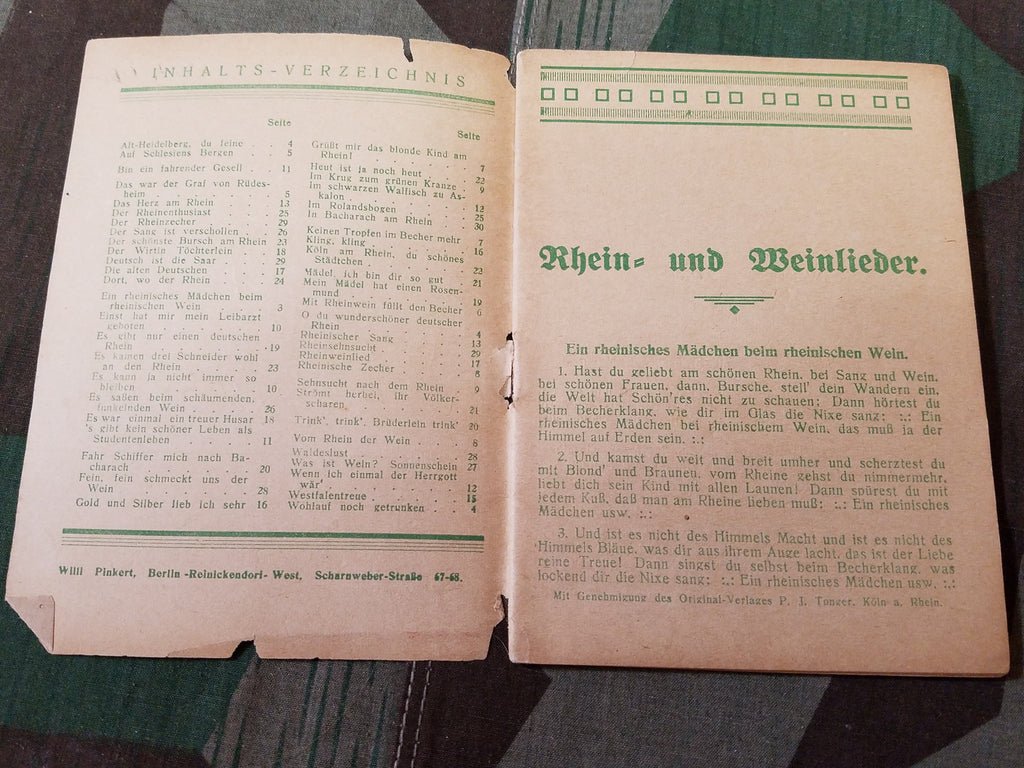 INHALTS-VERZEICHNIS
Seite
Alt-Heidelberg, du feine . . 4
Auf Schlesiens Bergen . . 5
Bin ein fahrender Gesell . . 11
Das war der Graf von Rüdes-
heim . . . . . . 5
Das Herz am Rhein . . . 13
Der Rheinenthusiast . . . 25
Der Rheinzecher . . . . 29
Der Sang ist verschollen . . 26
Der schönste Bursch am Rhein 23
Der Wirtin Töchterlein . . 18
Deutsch ist die Saar . . . 29
Die alten Deutschen . . . 17
Dort, wo der Rhein . . . 24
Ein rheinisches Mädchen beim
rheinischen Wein . . . 3
Einst hat mir mein Leibarzt
geboten . . . . . 10
Es gibt nur einen deutschen
Rhein . . . . . . 19
Es kamen drei Schneider wohl
an den Rhein . . . . 23
Es kann ja nicht immer so
bleiben . . . . . 10
Es saßen beim schäumenden,
funkelnden Wein . . . 26
Es war einmal ein treuer Husar 18
's gibt kein schöner Leben als
Studentenleben . . . 11
Fahr Schiffer mich nach Ba-
charach . . . . . 20
Fein, fein schmeckt uns der
Wein . . . . . . 28
Gold und Silber lieb ich sehr 16
Seite
Grüßt mir das blonde Kind am
Rhein! . . . . . 7
Heut ist ja noch heut . . . 22
Im Krug zum grünen Kranze . 9
Im schwarzen Walfisch zu As-
kalon . . . . . . 12
Im Rolandsbogen . . . . 25
In Bacharach am Rhein . . 30
Keinen Tropfen im Becher mehr 7
Kling, kling . . . . . 16
Köln am Rhein, du schönes
Städtchen . . . . . 22
Mädel, ich bin dir so gut . . 21
Mein Mädel hat einen Rosen-
mund . . . . . . 19
Mit Rheinwein füllt den Becher 6
O du wunderschöner deutscher
Rhein . . . . . . 4
Rheinischer Sang . . . . 13
Rheinsehnsucht . . . . 29
Rheinweinlied . . . . . 17
Rheinische Zecher . . . . 8
Sehnsucht nach dem Rhein . 9
Strömt herbei, ihr Völker-
scharen . . . . . 21
Trink', trink', Brüderlein trink' 20
Vom Rhein der Wein . . . 8
Waldeslust . . . . . 28
Was ist Wein? Sonnenschein 27
Wenn ich einmal der Herrgott
wär' . . . . . . 12
Westfalentreue . . . . 15
Wohlauf noch getrunken . . 4
Willi Pinkert, Berlin-Reinickendorf-West, Scharnweber-Straße 67-68.
Rhein- und Weinlieder.
Ein rheinisches Mädchen beim rheinischen Wein.
1. Hast du geliebt am schönen Rhein, bei Sang und Wein,
bei schönen Frauen, dann, Bursche, stell' dein Wandern ein,
die Welt hat Schön'res nicht zu schauen: Dann hörtest du
beim Becherklang, wie dir im Glas die Nixe sang: :,: Ein
rheinisches Mädchen bei rheinischem Wein, das muß ja der
Himmel auf Erden sein. :,:
2. Und kamst du weit und breit umher und scherztest du
mit Blond' und Braunen, vom Rheine gehst du nimmermehr,
liebt dich sein Kind mit allen Launen! Dann spürest du mit
jedem Kuß, daß man am Rheine lieben muß: :,: Ein rheinisches
Mädchen usw. :,:
3. Und ist es nicht des Himmels Macht und ist es nicht des
Himmels Bläue, was dir aus ihrem Auge lacht, das ist der Liebe
reine Treue! Dann singst du selbst beim Becherklang, was
lockend dir die Nixe sang: :,: Ein rheinisches Mädchen usw. :,:
Mit Genehmigung des Original-Verlages P. J. Tonger, Köln a. Rhein.